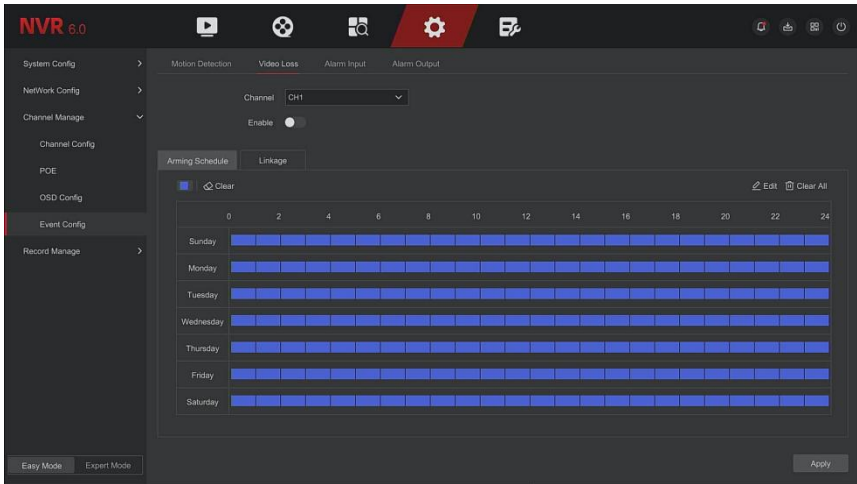 NVR 6.0
System Config
NetWork Config
Channel Manage
Channel Config
POE
OSD Config
Event Config
Record Manage
Easy Mode Expert Mode
Motion Detection Video Loss Alarm Input Alarm Output
Channel CH1
Enable
Arming Schedule Linkage
Clear Edit Clear All
0 2 4 6 8 10 12 14 16 18 20 22 24
Sunday
Monday
Tuesday
Wednesday
Thursday
Friday
Saturday
Apply